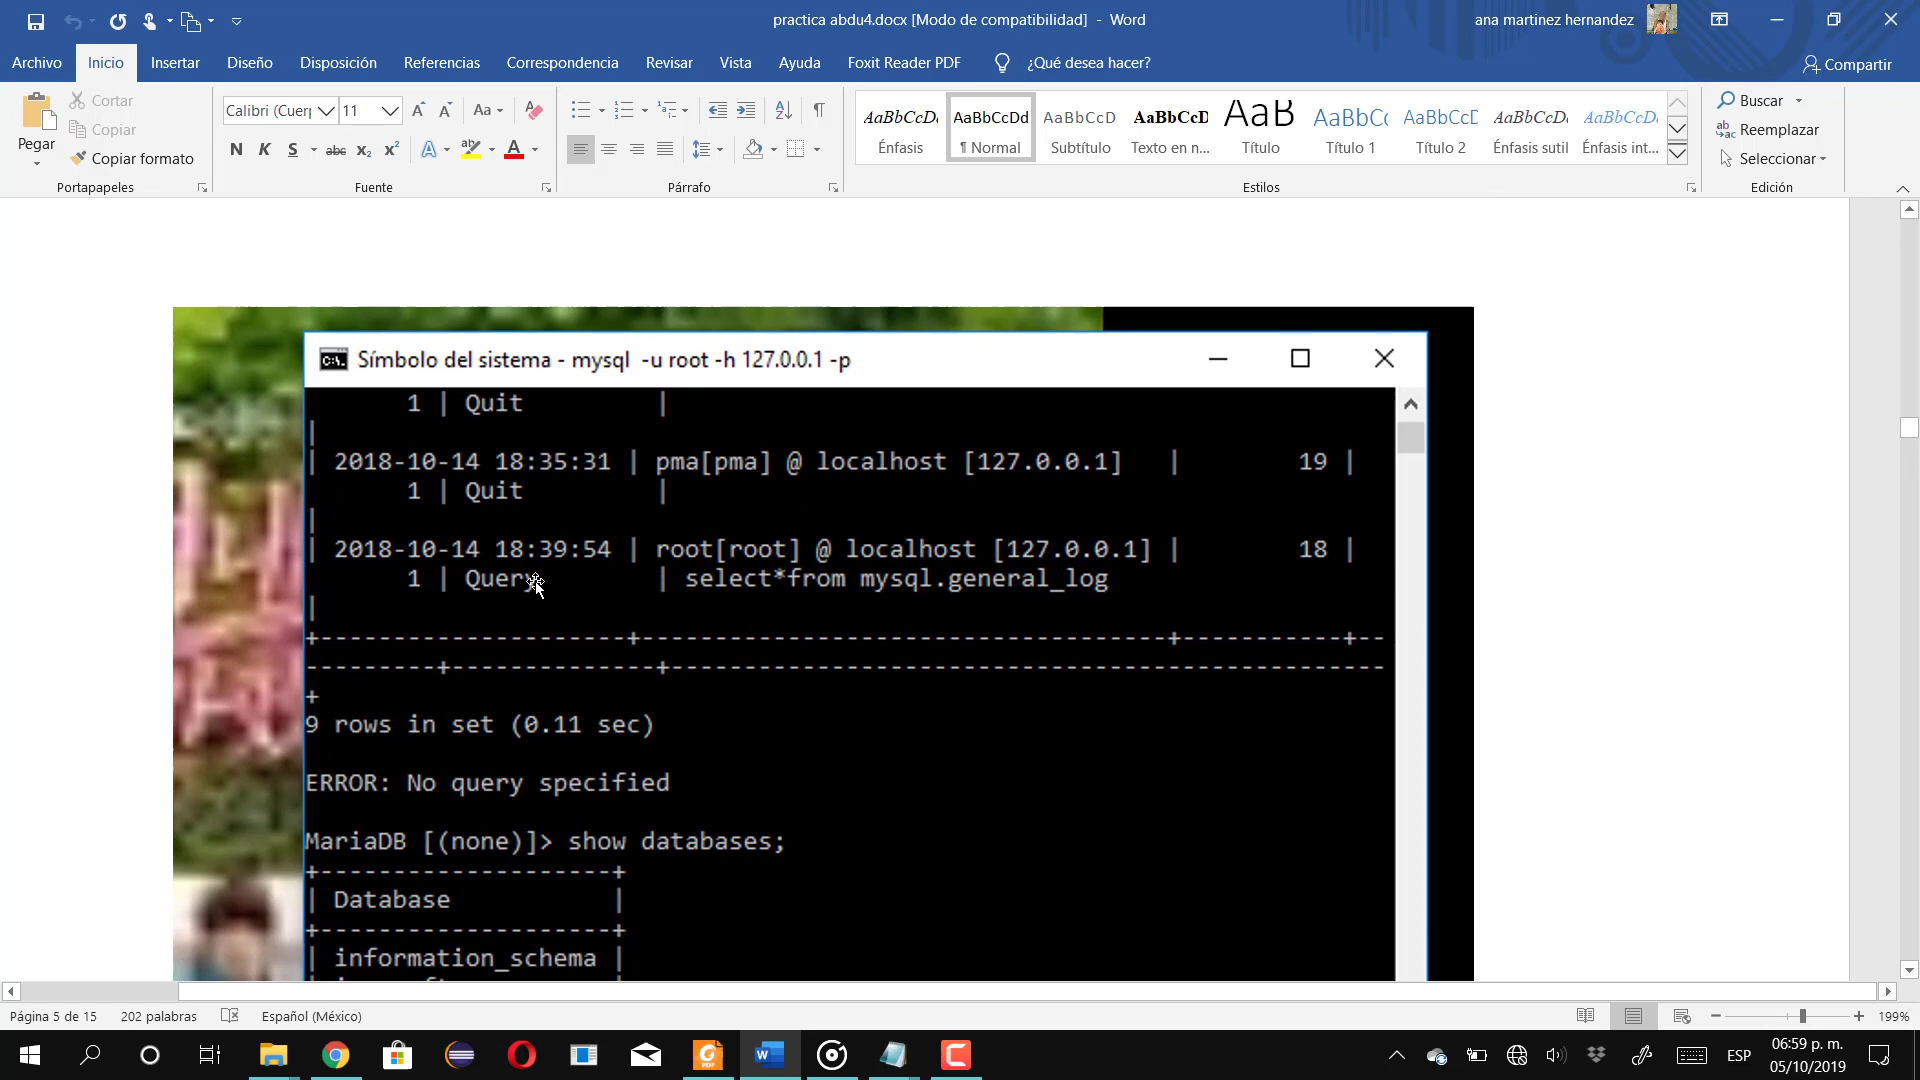 practica abdu4.docx [Modo de compatibilidad] - Word
ana martinez hernandez
Archivo Inicio Insertar Diseño Disposición Referencias Correspondencia Revisar Vista Ayuda Foxit Reader PDF ¿Qué desea hacer? Compartir
Pegar
Cortar
Copiar
Copiar formato
Portapapeles
Calibri (Cuerp 11
Aa
N K S abc x₂ x²
A A
Fuente
Párrafo
AaBbCcD AaBbCcDd AaBbCcD AaBbCcD AaB AaBbCc AaBbCcD AaBbCcD AaBbCcD
Énfasis ¶ Normal Subtítulo Texto en n... Título Título 1 Título 2 Énfasis sutil Énfasis int...
Estilos
Buscar
Reemplazar
Seleccionar
Edición
Símbolo del sistema - mysql -u root -h 127.0.0.1 -p
1 | Quit |
|
| 2018-10-14 18:35:31 | pma[pma] @ localhost [127.0.0.1] | 19 |
1 | Quit |
|
| 2018-10-14 18:39:54 | root[root] @ localhost [127.0.0.1] | 18 |
1 | Query | select*from mysql.general_log
|
+---------------------+------------------------------------+-----------+--
---------+--------------+-------------------------------------------------
+
9 rows in set (0.11 sec)
ERROR: No query specified
MariaDB [(none)]> show databases;
+--------------------+
| Database |
+--------------------+
| information_schema |
Página 5 de 15 202 palabras Español (México) 199%
ESP
06:59 p. m.
05/10/2019